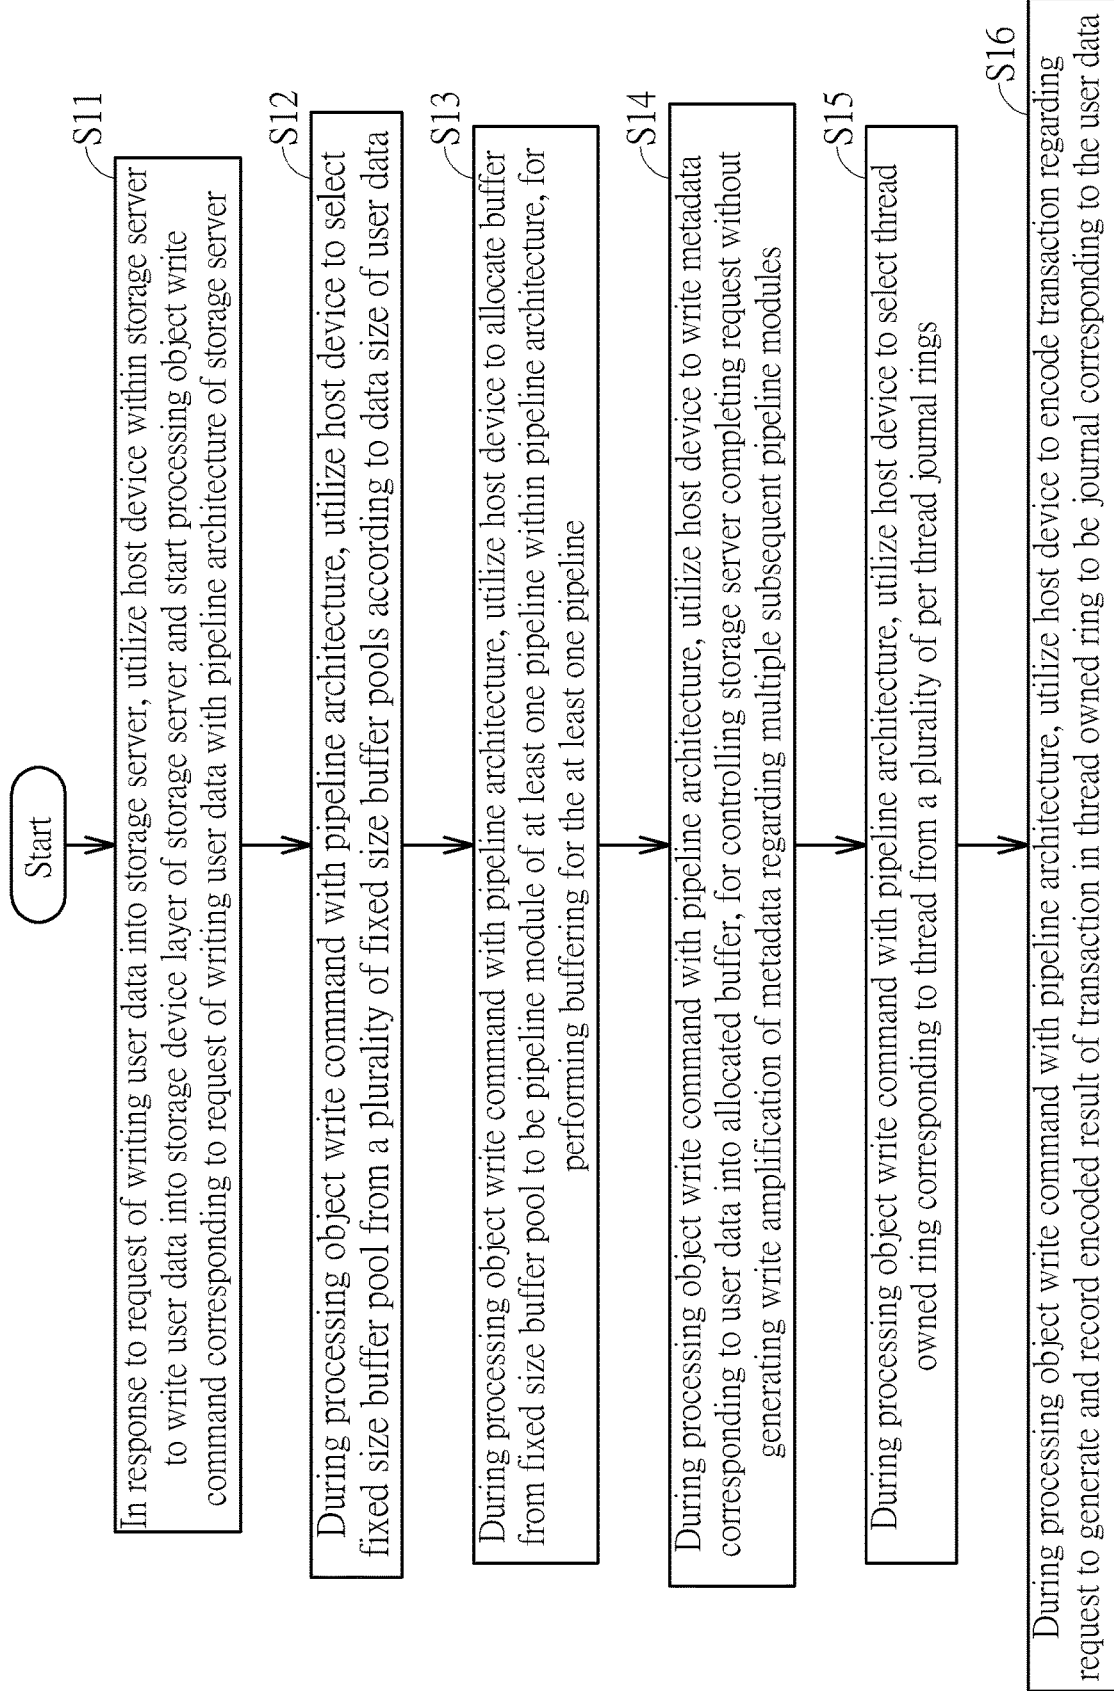 Start
S11
In response to request of writing user data into storage server, utilize host device within storage server
to write user data into storage device layer of storage server and start processing object write
command corresponding to request of writing user data with pipeline architecture of storage server
S12
During processing object write command with pipeline architecture, utilize host device to select
fixed size buffer pool from a plurality of fixed size buffer pools according to data size of user data
S13
During processing object write command with pipeline architecture, utilize host device to allocate buffer
from fixed size buffer pool to be pipeline module of at least one pipeline within pipeline architecture, for
performing buffering for the at least one pipeline
S14
During processing object write command with pipeline architecture, utilize host device to write metadata
corresponding to user data into allocated buffer, for controlling storage server completing request without
generating write amplification of metadata regarding multiple subsequent pipeline modules
S15
During processing object write command with pipeline architecture, utilize host device to select thread
owned ring corresponding to thread from a plurality of per thread journal rings
S16
During processing object write command with pipeline architecture, utilize host device to encode transaction regarding
request to generate and record encoded result of transaction in thread owned ring to be journal corresponding to the user data